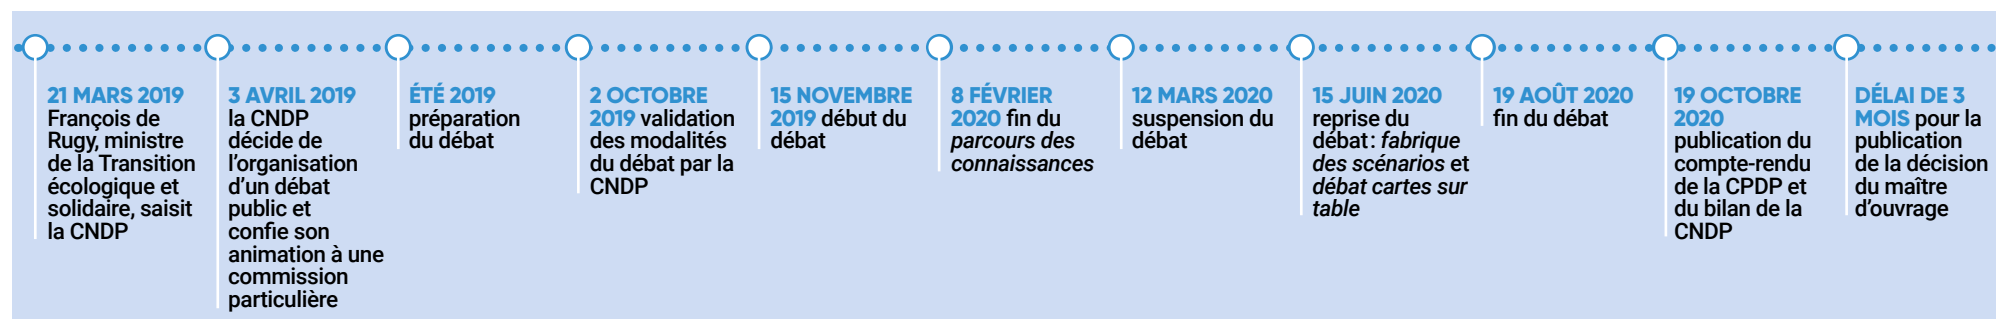 21 MARS 2019
François de
Rugy, ministre
de la Transition
écologique et
solidaire, saisit
la CNDP
3 AVRIL 2019
la CNDP
décide de
l'organisation
d'un débat
public et
confie son
animation à une
commission
particulière
ÉTÉ 2019
préparation
du débat
2 OCTOBRE
2019 validation
des modalités
du débat par la
CNDP
15 NOVEMBRE
2019 début du
débat
8 FÉVRIER
2020 fin du
parcours des
connaissances
12 MARS 2020
suspension du
débat
15 JUIN 2020
reprise du
débat : fabrique
des scénarios et
débat cartes sur
table
19 AOÛT 2020
fin du débat
19 OCTOBRE
2020
publication du
compte-rendu
de la CPDP et
du bilan de la
CNDP
DÉLAI DE 3
MOIS pour la
publication
de la décision
du maître
d'ouvrage